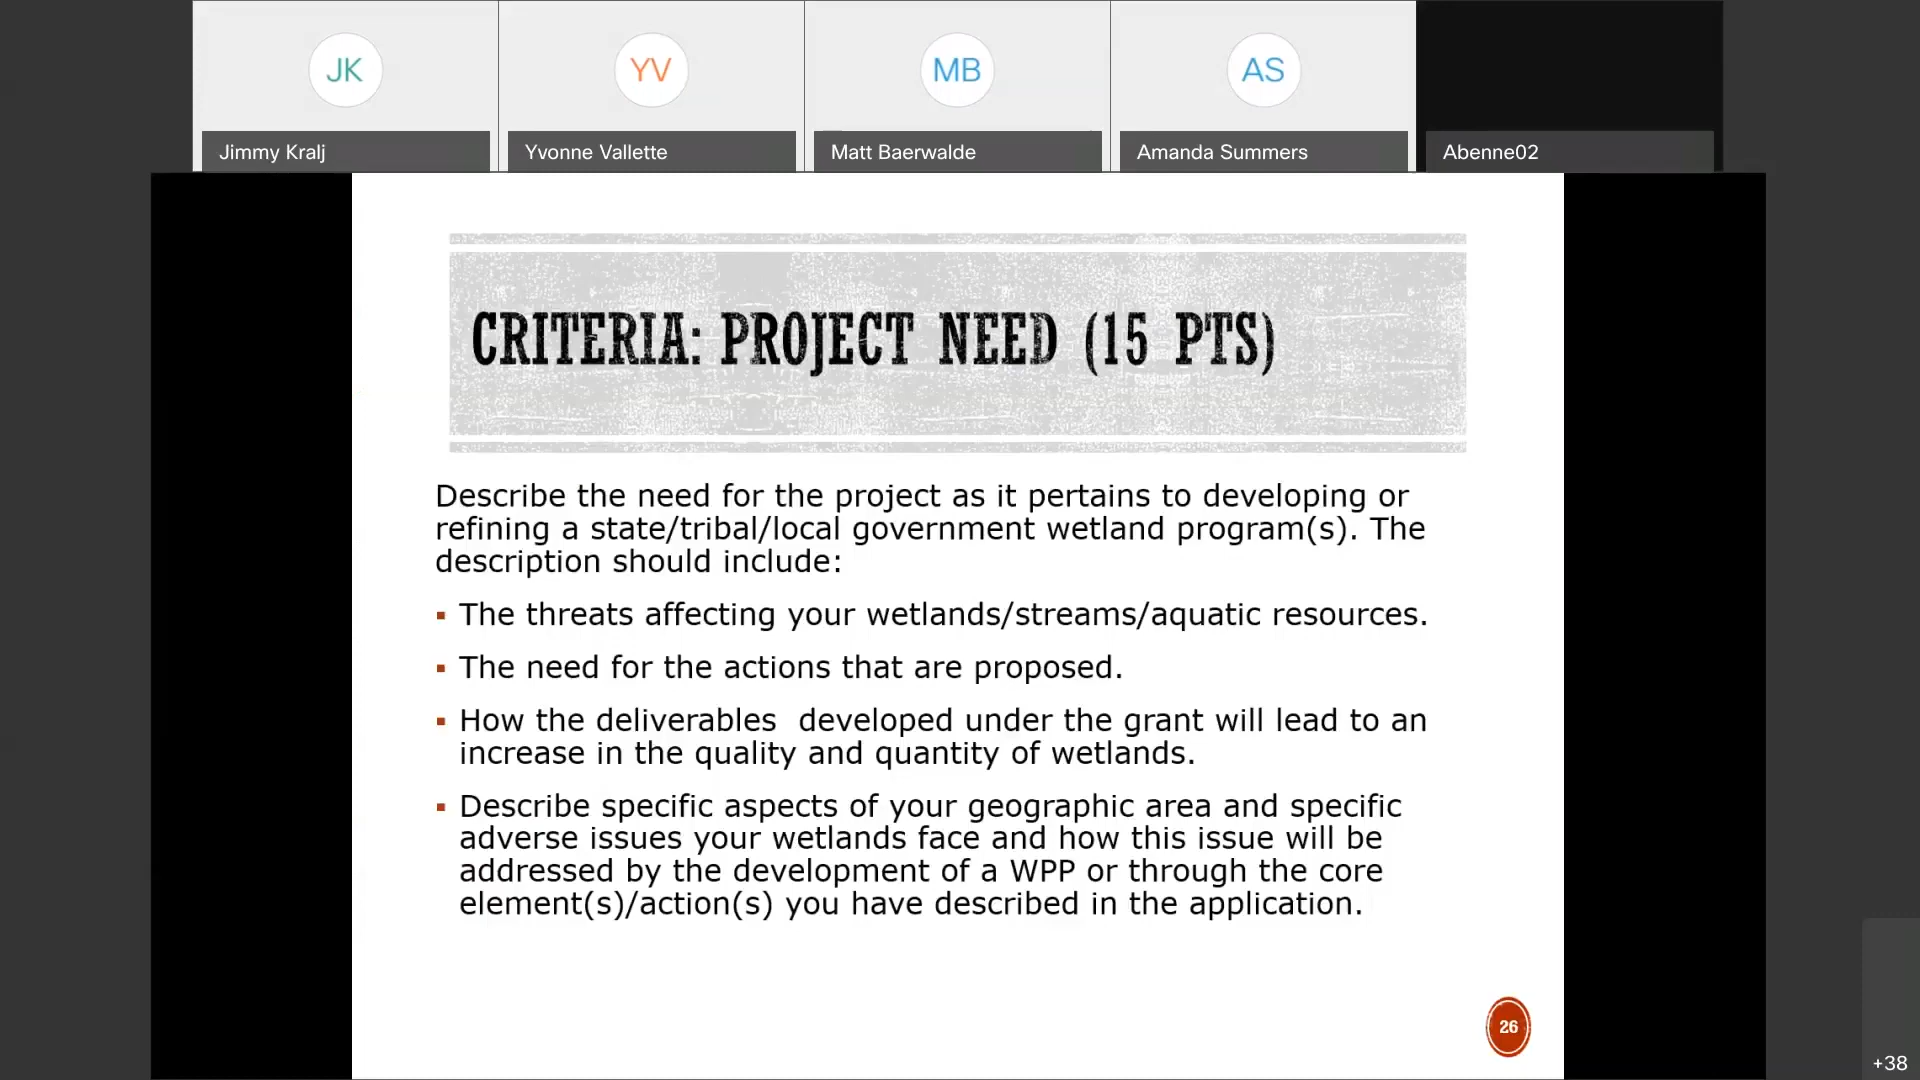 JK
YV
MB
AS
Jimmy Kralj
Yvonne Vallette
Matt Baerwalde
Amanda Summers
Abenne02
CRITERIA: PROJECT NEED (15 PTS)
Describe the need for the project as it pertains to developing or
refining a state/tribal/local government wetland program(s). The
description should include:
▪ The threats affecting your wetlands/streams/aquatic resources.
▪ The need for the actions that are proposed.
▪ How the deliverables  developed under the grant will lead to an
increase in the quality and quantity of wetlands.
▪ Describe specific aspects of your geographic area and specific
adverse issues your wetlands face and how this issue will be
addressed by the development of a WPP or through the core
element(s)/action(s) you have described in the application.
26
+38